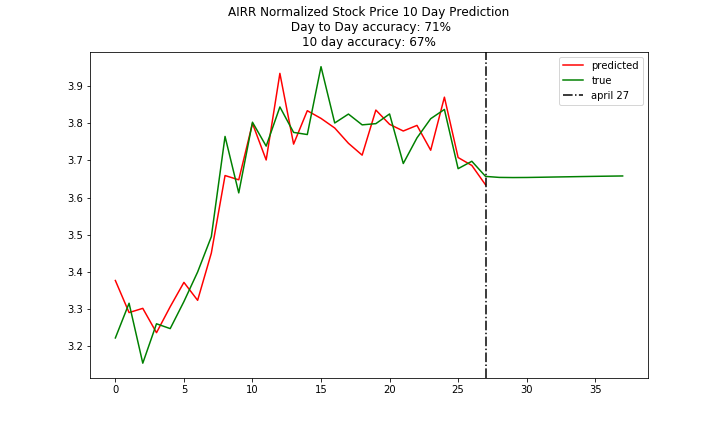 AIRR Normalized Stock Price 10 Day Prediction
Day to Day accuracy: 71%
10 day accuracy: 67%
predicted
true
april 27
3.9
3.8
3.7
3.6
3.5
3.4
3.3
3.2
0 5 10 15 20 25 30 35